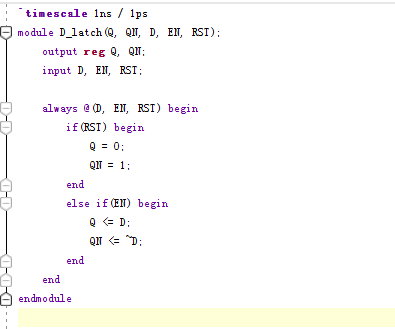 `timescale 1ns / 1ps
module D_latch(Q, QN, D, EN, RST);
output reg Q, QN;
input D, EN, RST;
always @(D, EN, RST) begin
if(RST) begin
Q = 0;
QN = 1;
end
else if(EN) begin
Q <= D;
QN <= ~D;
end
end
endmodule